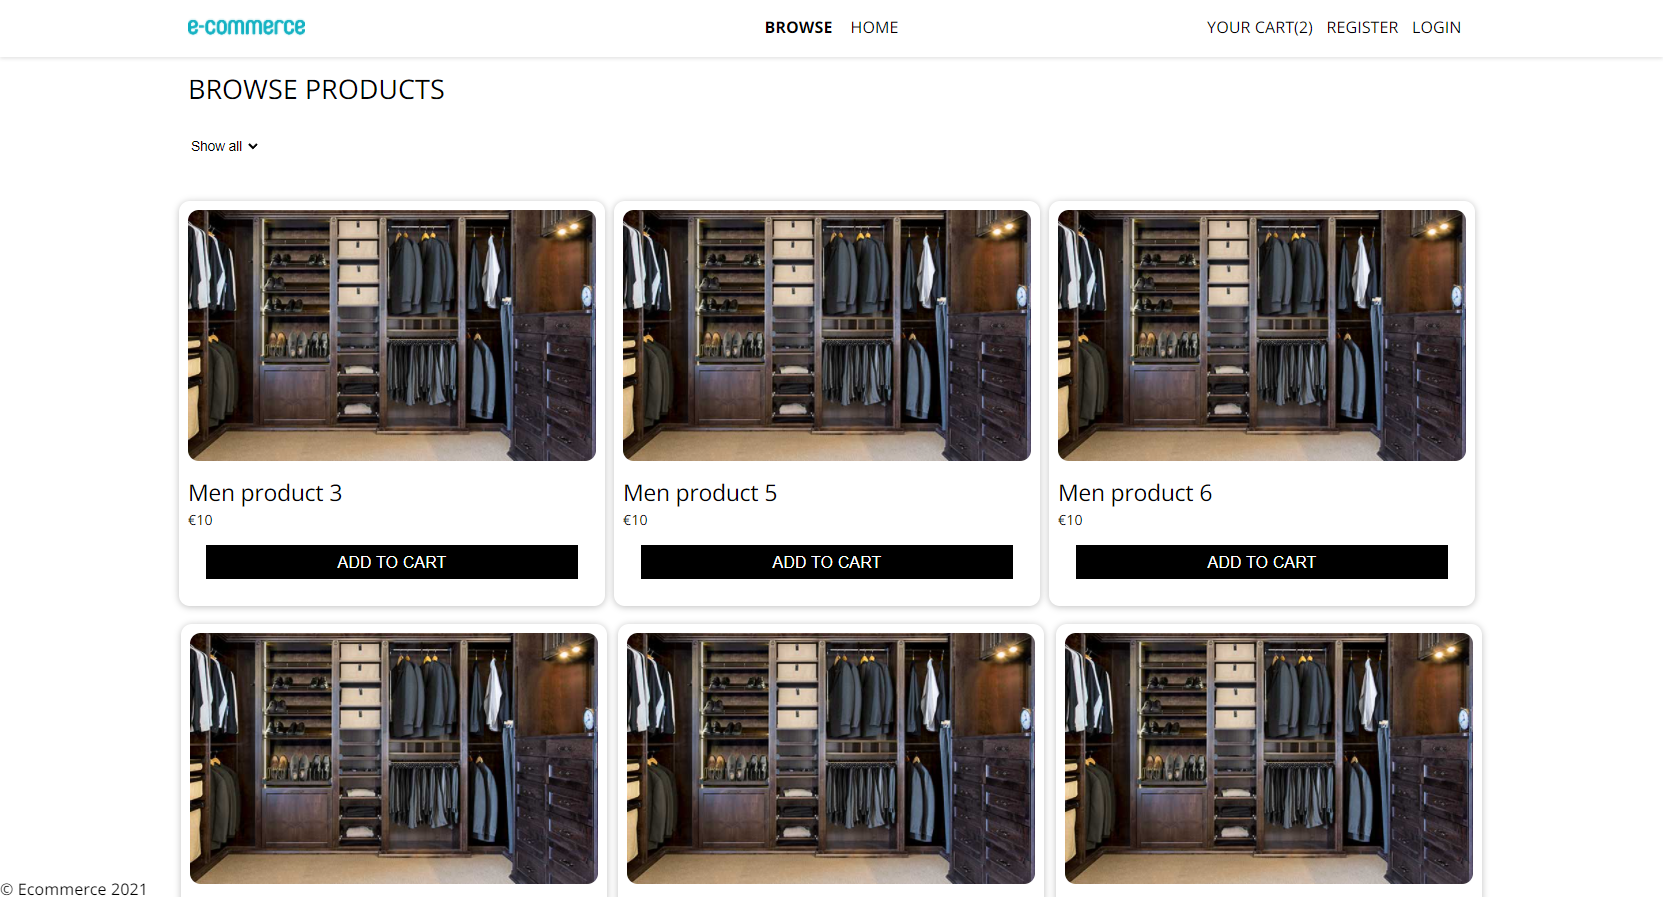 e-commerce BROWSE HOME YOUR CART(2) REGISTER LOGIN
BROWSE PRODUCTS
Show all
Men product 3
€10
ADD TO CART
Men product 5
€10
ADD TO CART
Men product 6
€10
ADD TO CART
© Ecommerce 2021